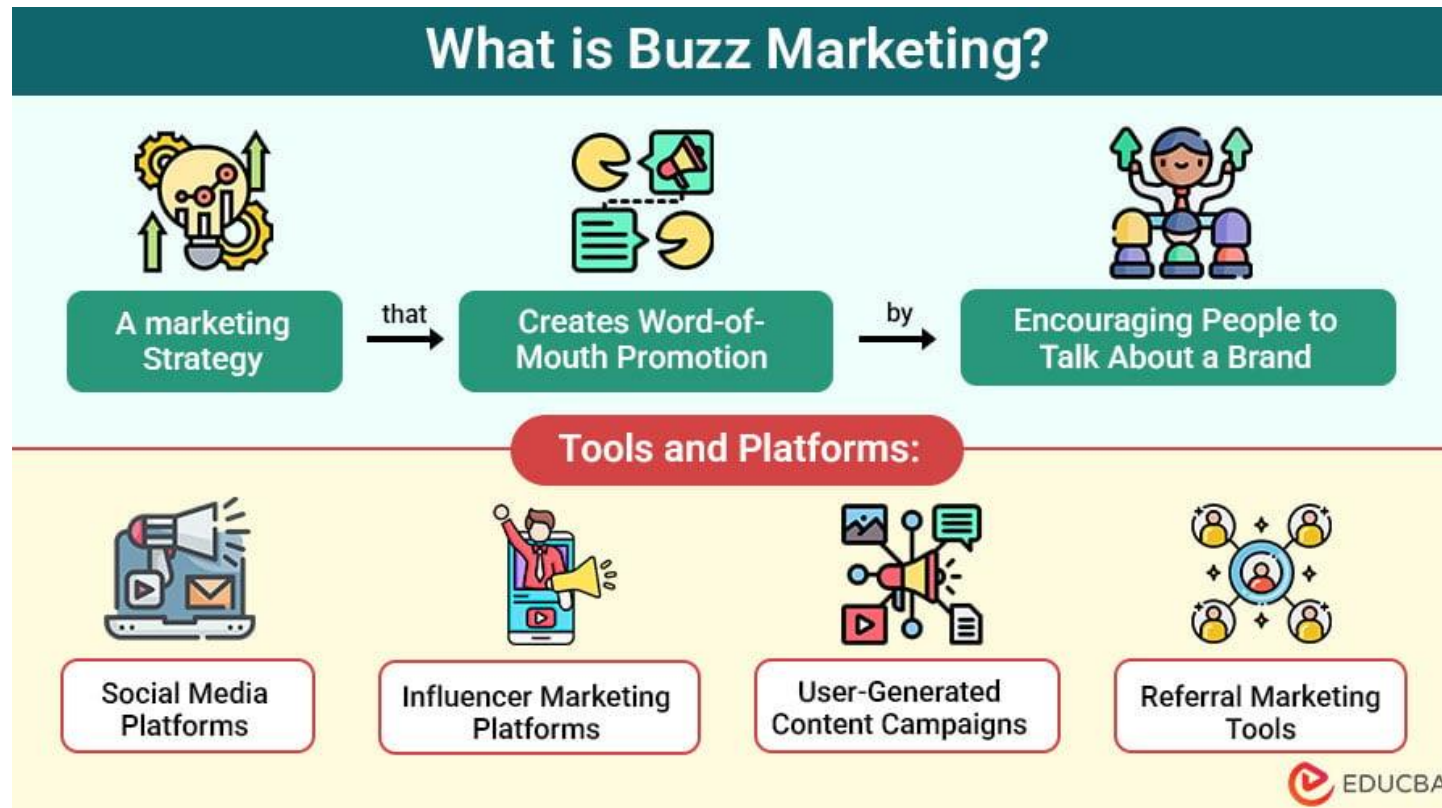 What is Buzz Marketing?
A marketing
Strategy
that
Creates Word-of-
Mouth Promotion
by
Encouraging People to
Talk About a Brand
Tools and Platforms:
Social Media
Platforms
Influencer Marketing
Platforms
User-Generated
Content Campaigns
Referral Marketing
Tools
EDUCBA